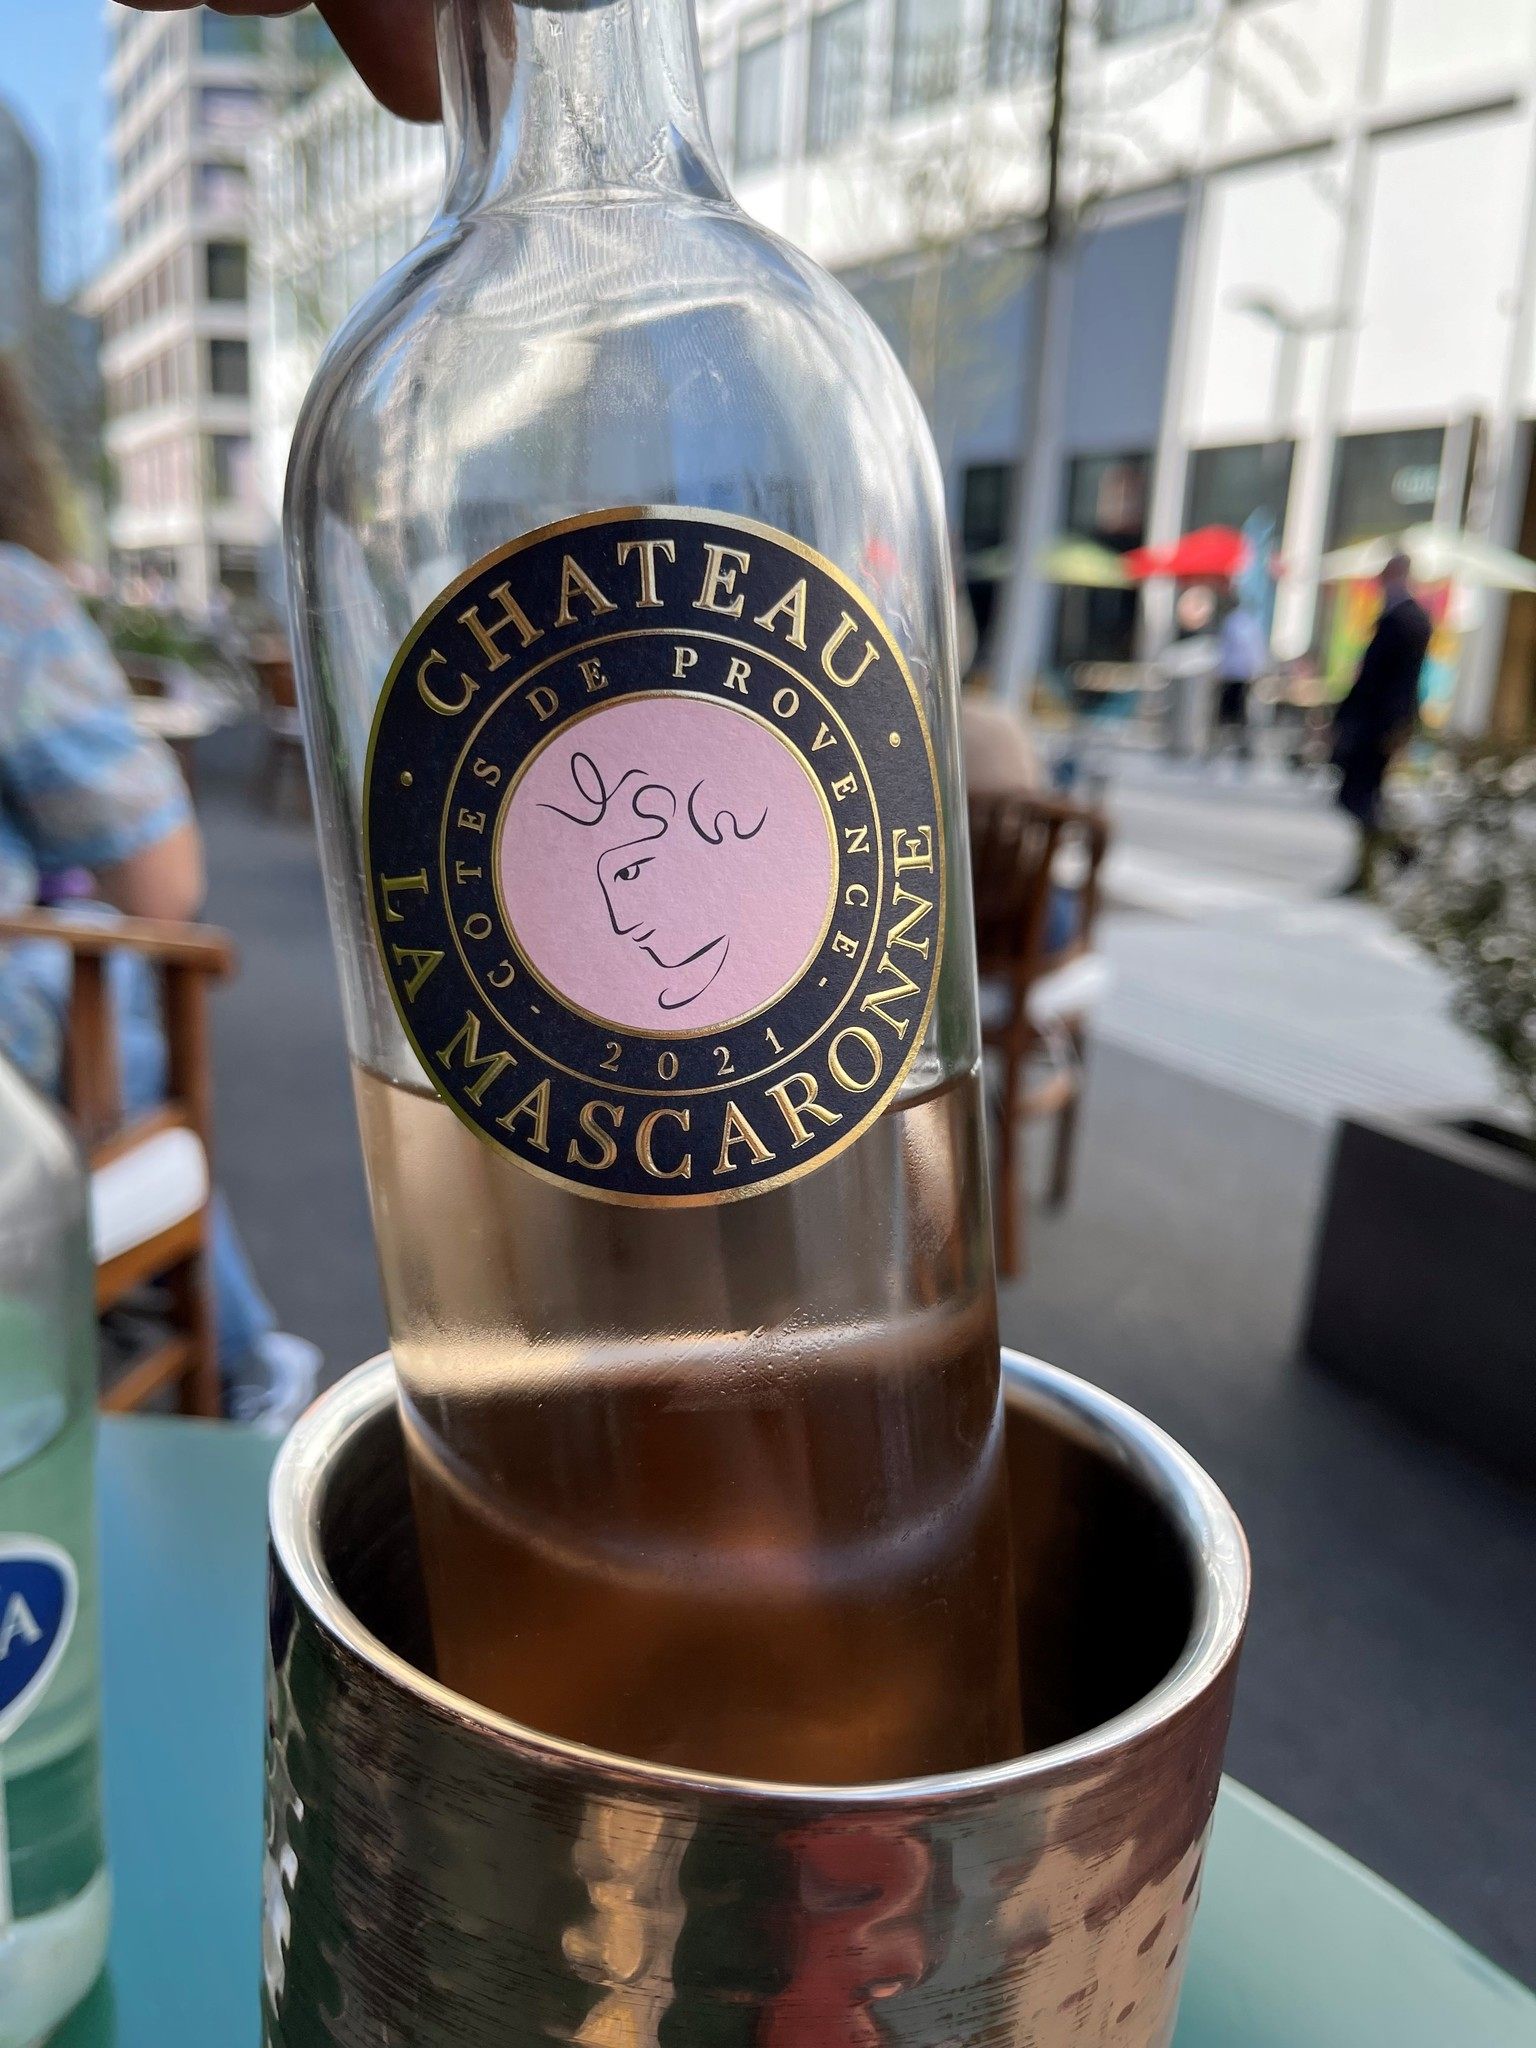 CHATEAU
LA MASCARONNE
COTES DE PROVENCE
- 2021 -
A